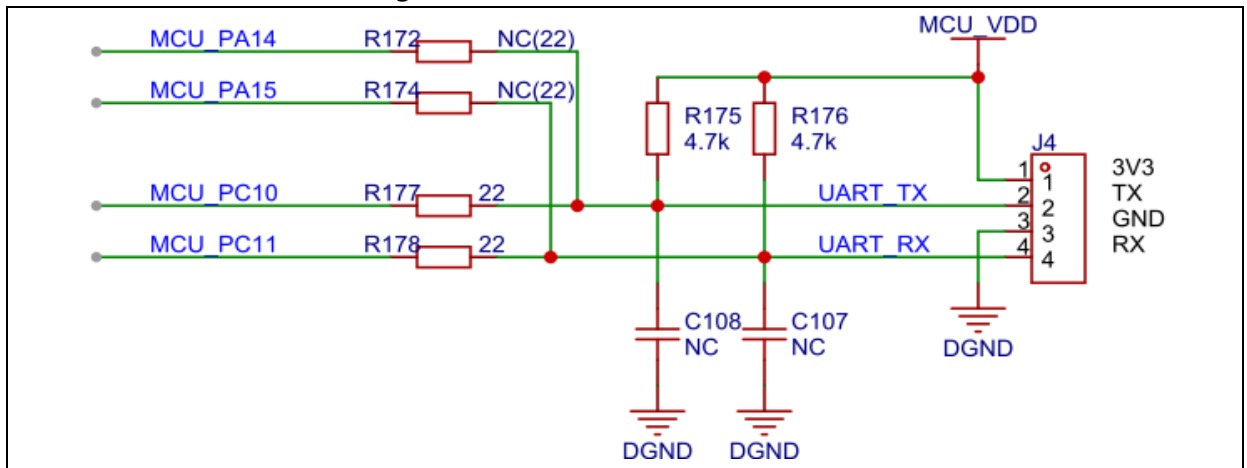 MCU_VDD
MCU_PA14 R172 NC(22)
MCU_PA15 R174 NC(22)
R175 R176
4.7k 4.7k
J4
1 1 3V3
MCU_PC10 R177 22 UART_TX 2 2 TX
3 3 GND
MCU_PC11 R178 22 UART_RX 4 4 RX
C108 C107
NC NC
DGND
DGND DGND